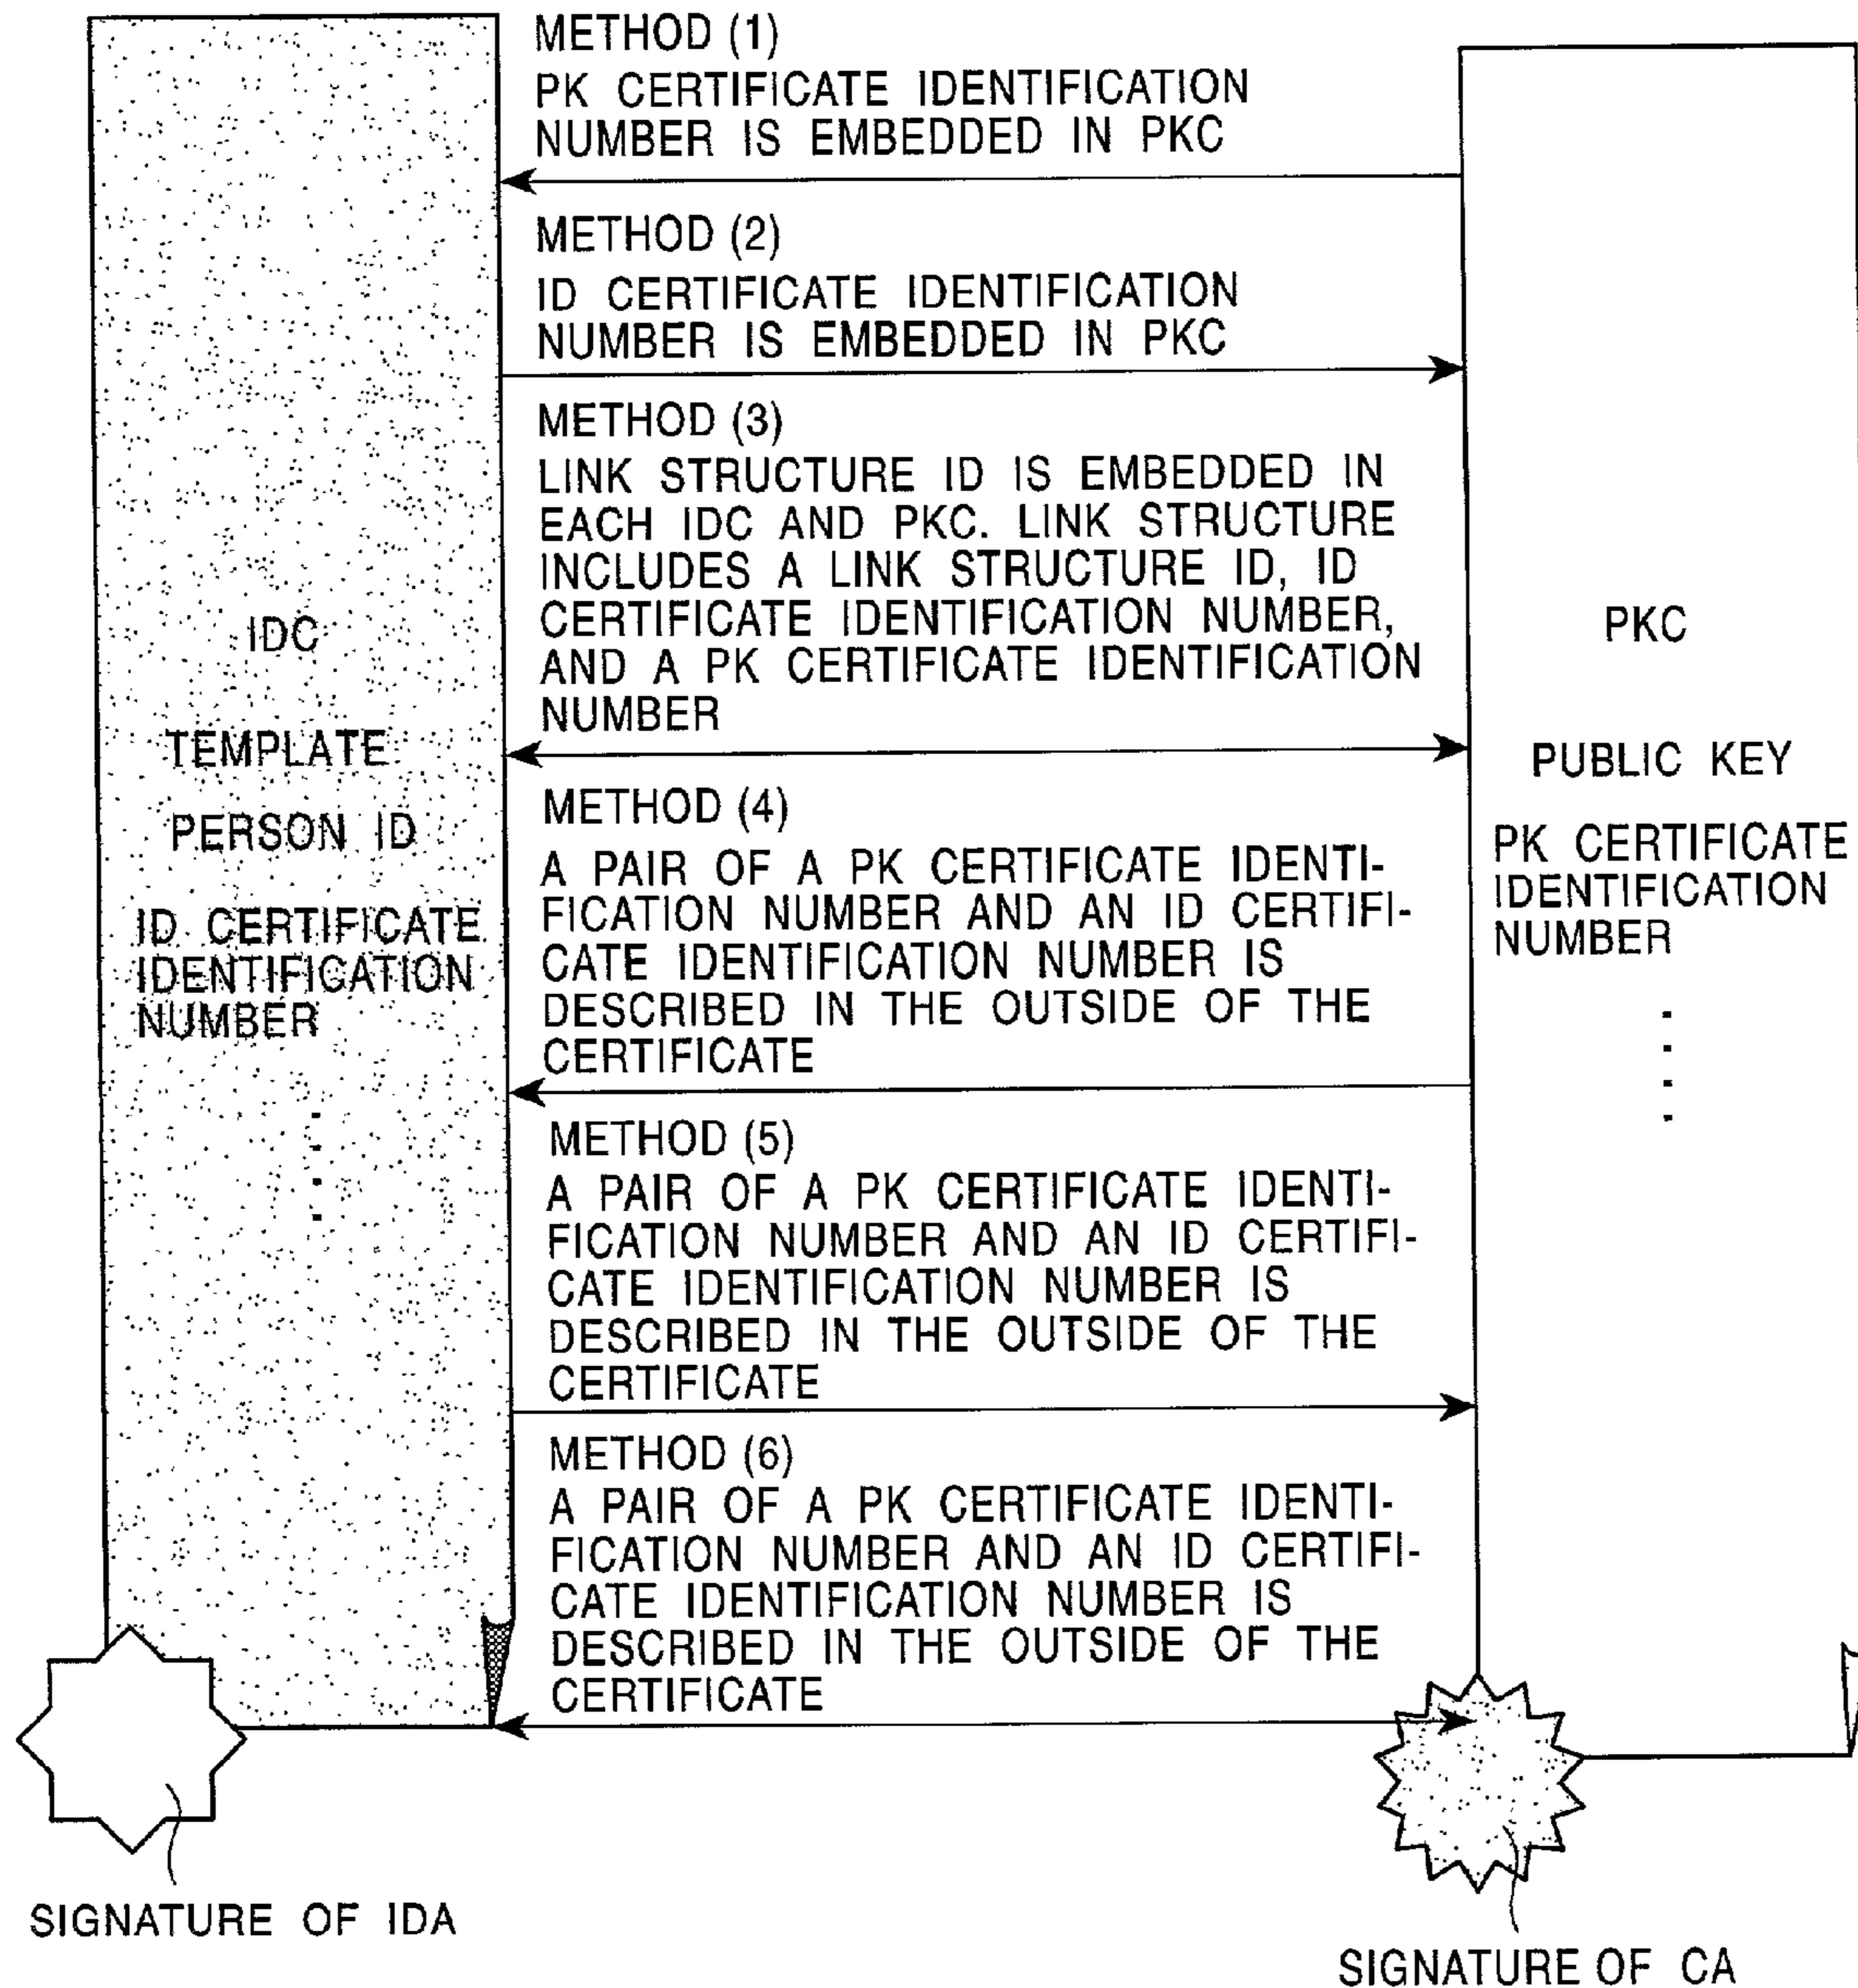 METHOD (1)
PK CERTIFICATE IDENTIFICATION
NUMBER IS EMBEDDED IN PKC
METHOD (2)
ID CERTIFICATE IDENTIFICATION
NUMBER IS EMBEDDED IN PKC
METHOD (3)
LINK STRUCTURE ID IS EMBEDDED IN
EACH IDC AND PKC. LINK STRUCTURE
INCLUDES A LINK STRUCTURE ID, ID
CERTIFICATE IDENTIFICATION NUMBER,
AND A PK CERTIFICATE IDENTIFICATION
NUMBER
METHOD (4)
A PAIR OF A PK CERTIFICATE IDENTI-
FICATION NUMBER AND AN ID CERTIFI-
CATE IDENTIFICATION NUMBER IS
DESCRIBED IN THE OUTSIDE OF THE
CERTIFICATE
METHOD (5)
A PAIR OF A PK CERTIFICATE IDENTI-
FICATION NUMBER AND AN ID CERTIFI-
CATE IDENTIFICATION NUMBER IS
DESCRIBED IN THE OUTSIDE OF THE
CERTIFICATE
METHOD (6)
A PAIR OF A PK CERTIFICATE IDENTI-
FICATION NUMBER AND AN ID CERTIFI-
CATE IDENTIFICATION NUMBER IS
DESCRIBED IN THE OUTSIDE OF THE
CERTIFICATE
IDC
TEMPLATE
PERSON ID
ID CERTIFICATE
IDENTIFICATION
NUMBER
PKC
PUBLIC KEY
PK CERTIFICATE
IDENTIFICATION
NUMBER
SIGNATURE OF IDA
SIGNATURE OF CA